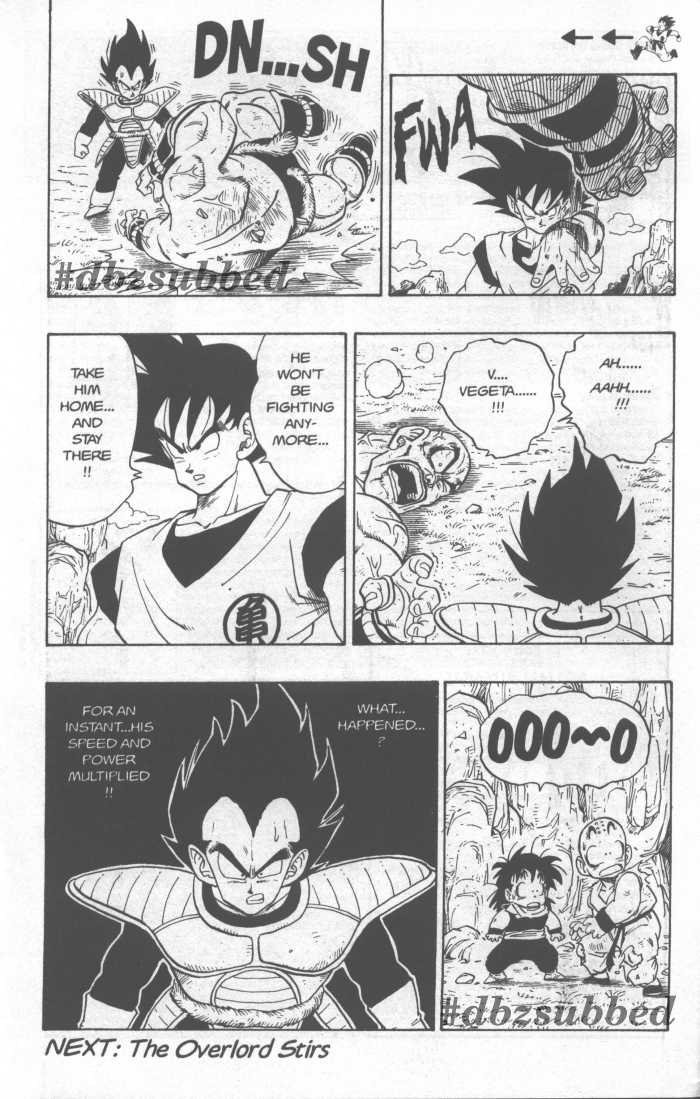 FWA
DN...SH
#dbzsubbed
AH......
AAHH......
!!!
V....
VEGETA......
!!!
HE
WON'T
BE
FIGHTING
ANY-
MORE...
TAKE
HIM
HOME...
AND
STAY
THERE
!!
亀
OOO~O
#dbzsubbed
WHAT...
HAPPENED...
?
FOR AN
INSTANT...HIS
SPEED AND
POWER
MULTIPLIED
!!
NEXT: The Overlord Stirs